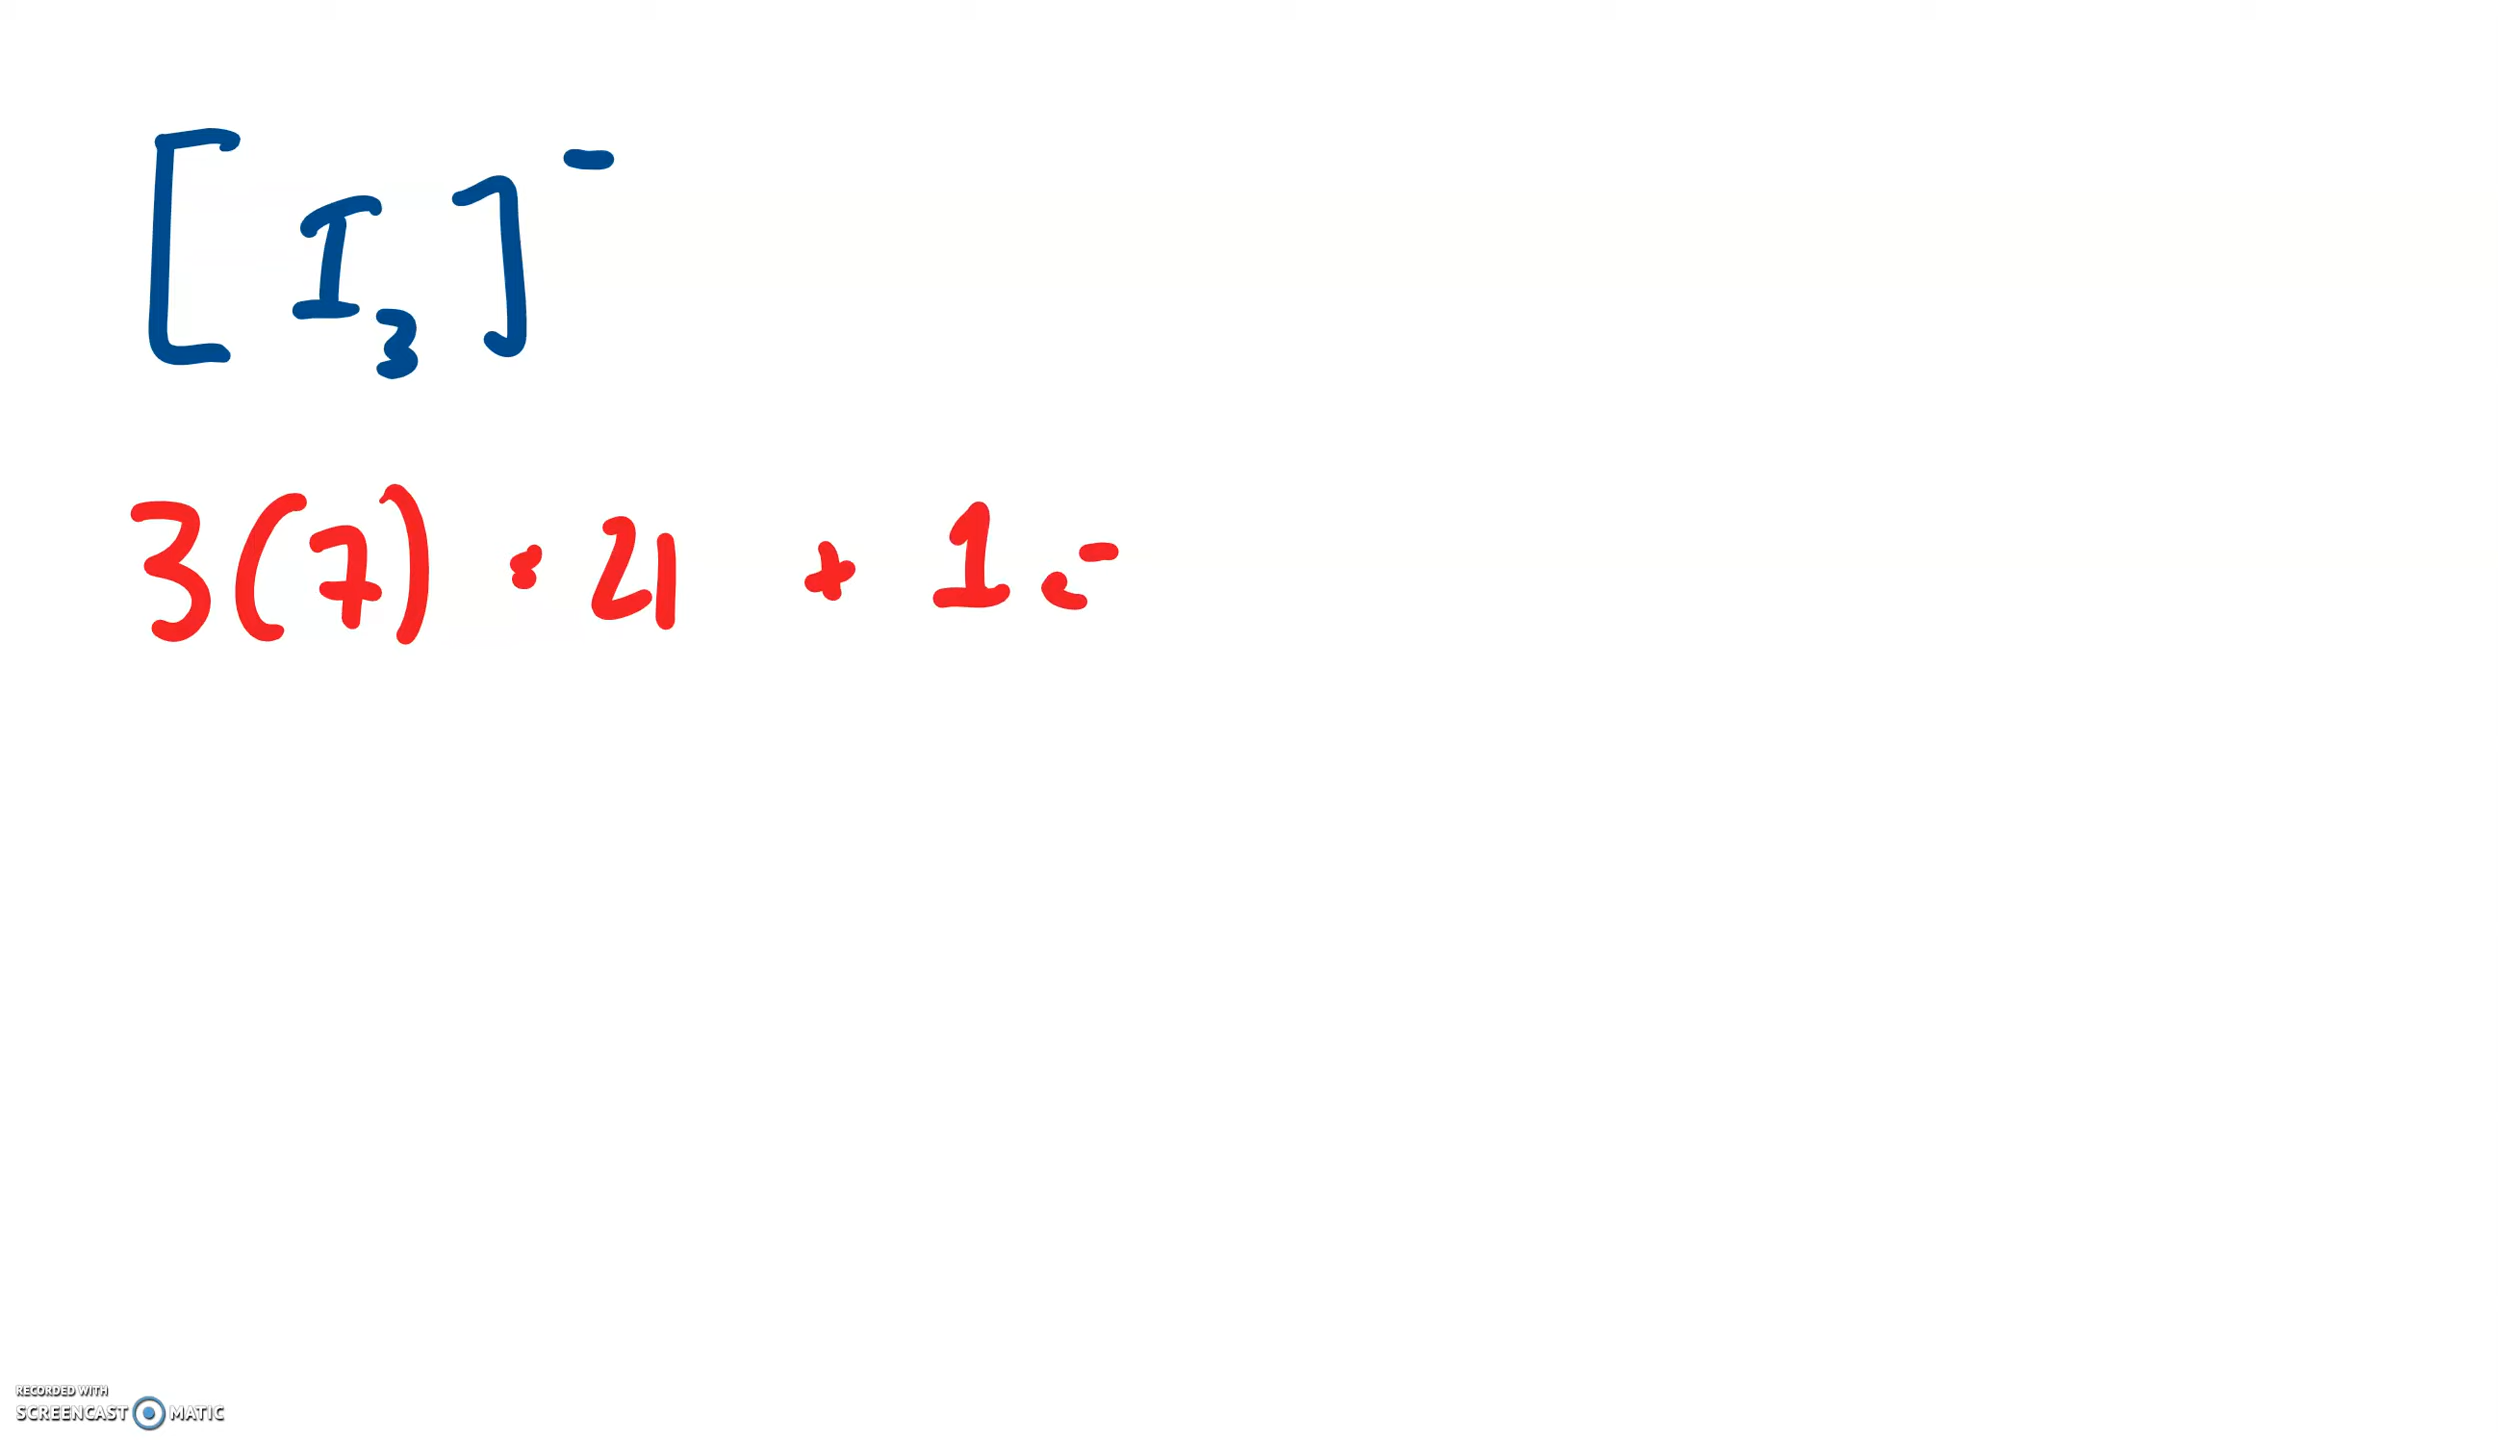 [I₃]⁻
3(7) = 21 + 1e⁻
RECORDED WITH
SCREENCAST MATIC